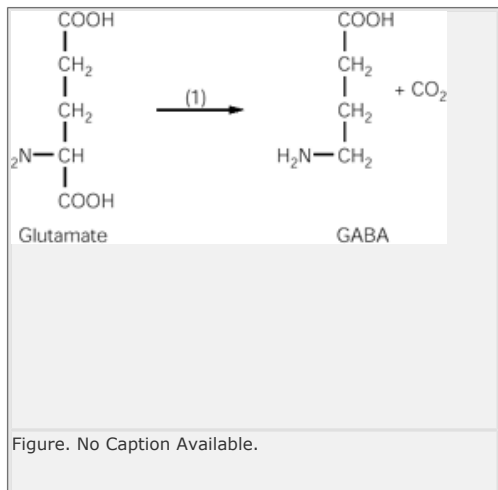 COOH COOH
CH₂ CH₂
+ CO₂
(1)
CH₂ CH₂
₂N—CH H₂N—CH₂
COOH
Glutamate GABA
Figure. No Caption Available.